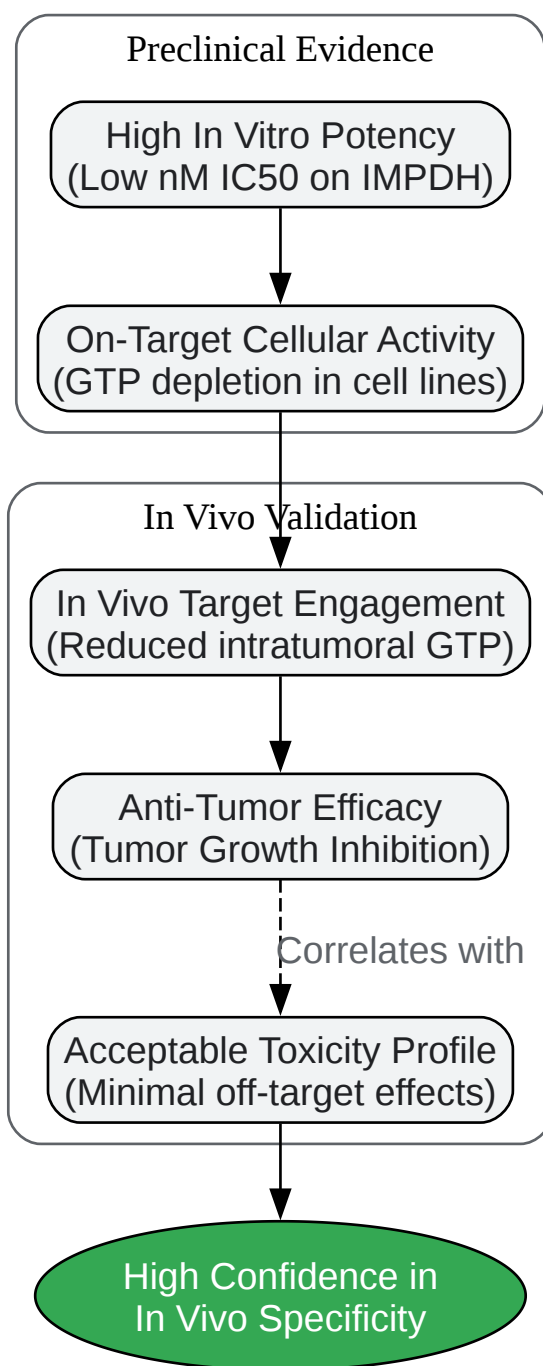 Preclinical Evidence
High In Vitro Potency
(Low nM IC50 on IMPDH)
On-Target Cellular Activity
(GTP depletion in cell lines)
In Vivo Validation
In Vivo Target Engagement
(Reduced intratumoral GTP)
Anti-Tumor Efficacy
(Tumor Growth Inhibition)
Correlates with
Acceptable Toxicity Profile
(Minimal off-target effects)
High Confidence in
In Vivo Specificity